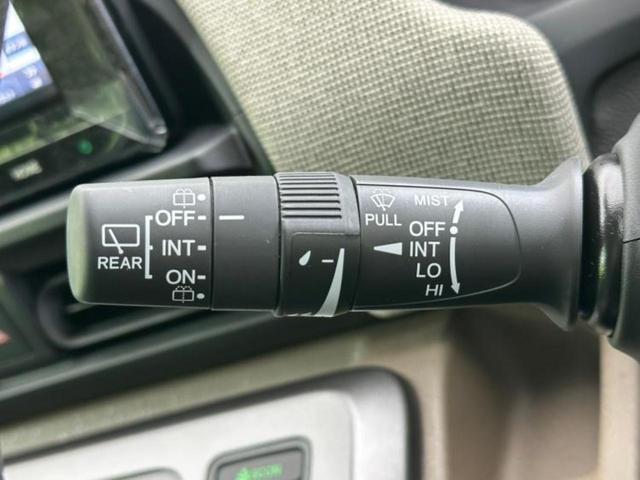 OFF
INT
ON
REAR
PULL
MIST
OFF
INT
LO
HI